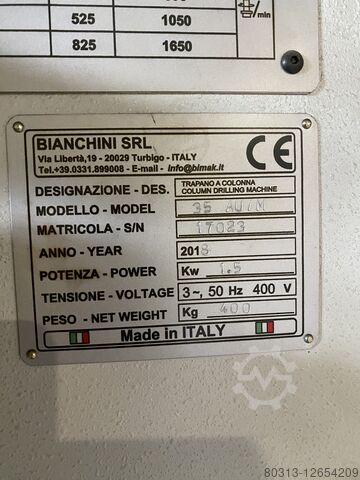 /min
525 1050
825 1650
BIANCHINI SRL
Via Libertà,19 - 20029 Turbigo - ITALY
Tel.+39.0331.899008 - E-mail - Info@bimak.it
CE
DESIGNAZIONE - DES. TRAPANO A COLONNA
COLUMN DRILLING MACHINE
MODELLO - MODEL 35 AUT/M
MATRICOLA - S/N 17023
ANNO - YEAR 2018
POTENZA - POWER Kw 1.5
TENSIONE - VOLTAGE 3~, 50 Hz 400 V
PESO - NET WEIGHT Kg 400
Made in ITALY
80313-12654209